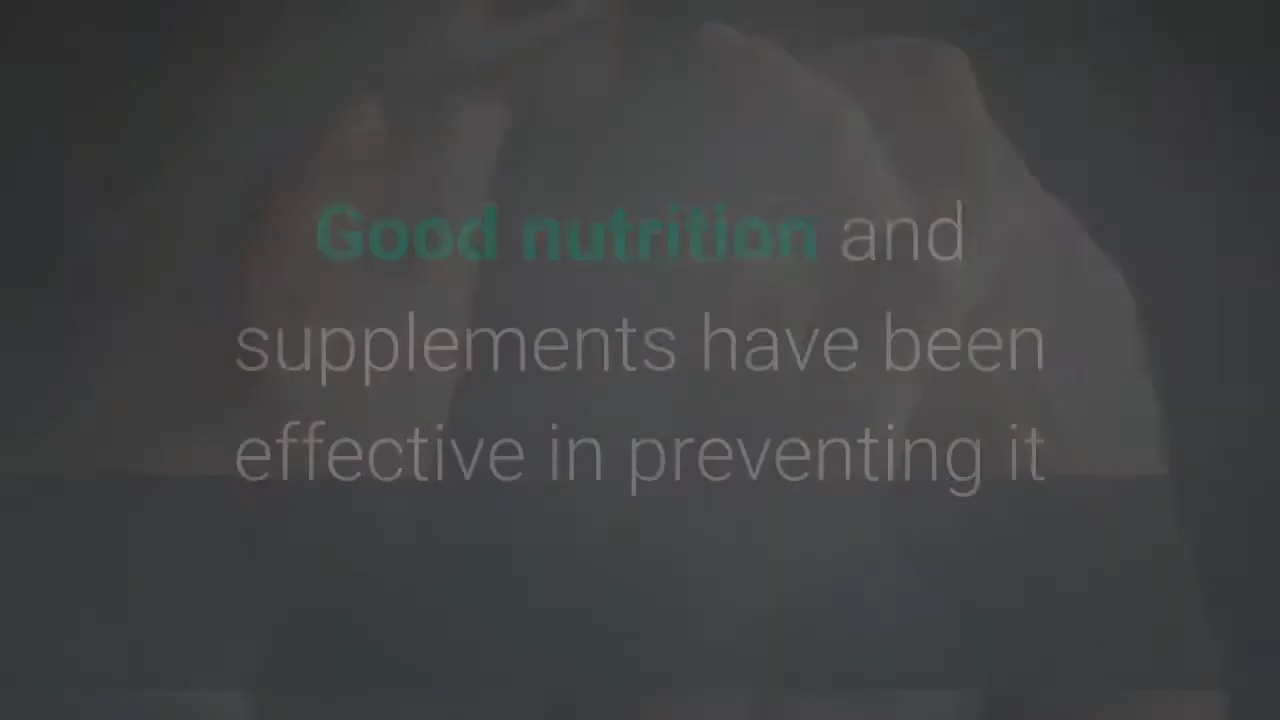 Good nutrition and
supplements have been
effective in preventing it